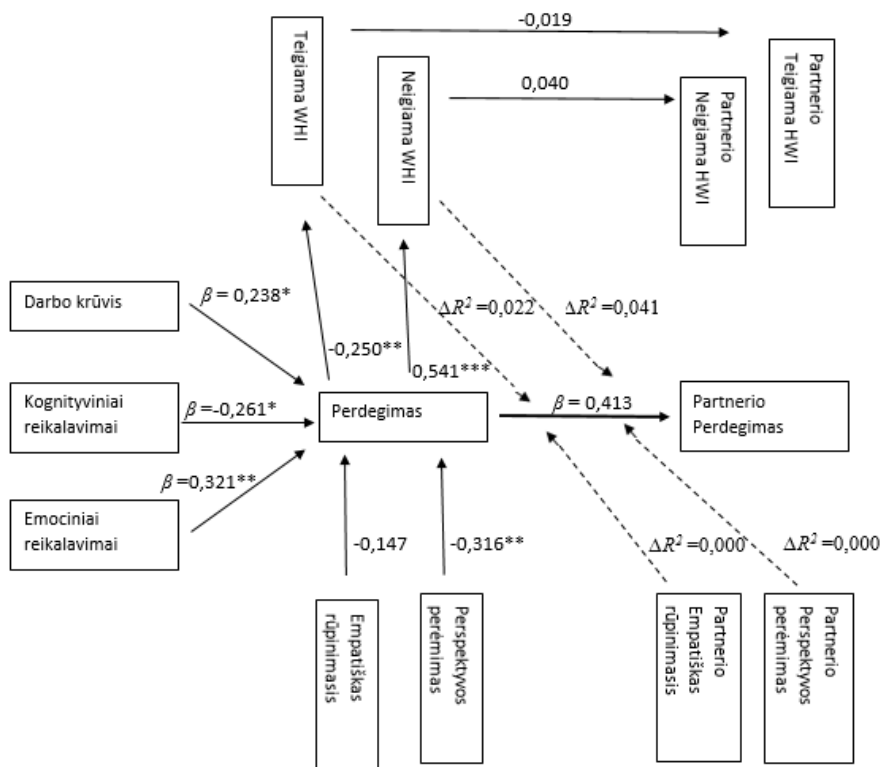 -0,019
Teigiama WHI
Neigiama WHI
0,040
Partnerio
Neigiama HWI
Partnerio
Teigiama HWI
Darbo krūvis
β = 0,238*
ΔR² =0,022
ΔR² =0,041
-0,250**
0,541***
Kognityviniai
reikalavimai
β=-0,261*
Perdegimas
β = 0,413
Partnerio
Perdegimas
β=0,321**
Emociniai
reikalavimai
-0,147
-0,316**
ΔR² =0,000
ΔR² =0,000
Empatiškas
rūpinimasis
Perspektyvos
perėmimas
Partnerio
Empatiškas
rūpinimasis
Partnerio
Perspektyvos
perėmimas